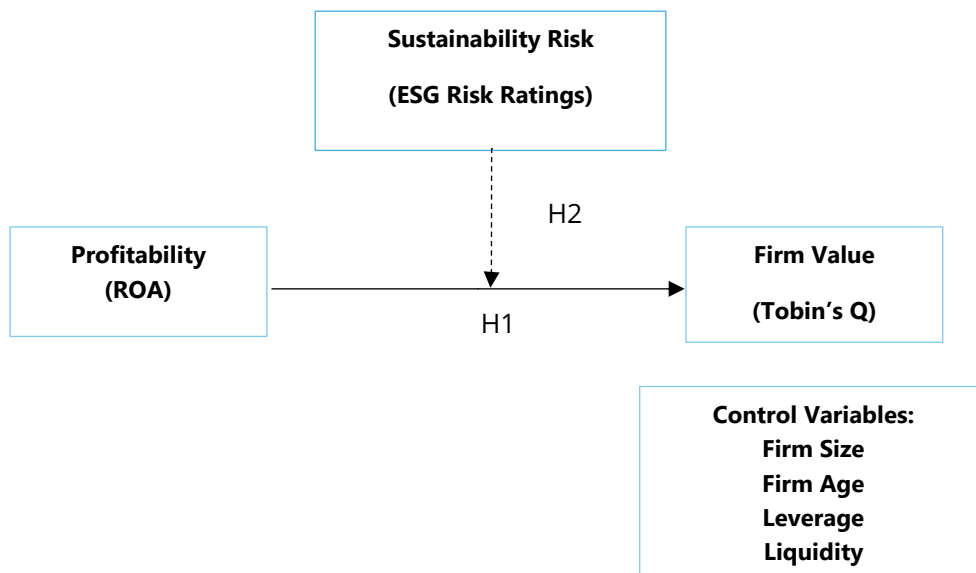 Sustainability Risk
(ESG Risk Ratings)
H2
Profitability
(ROA)
H1
Firm Value
(Tobin’s Q)
Control Variables:
Firm Size
Firm Age
Leverage
Liquidity